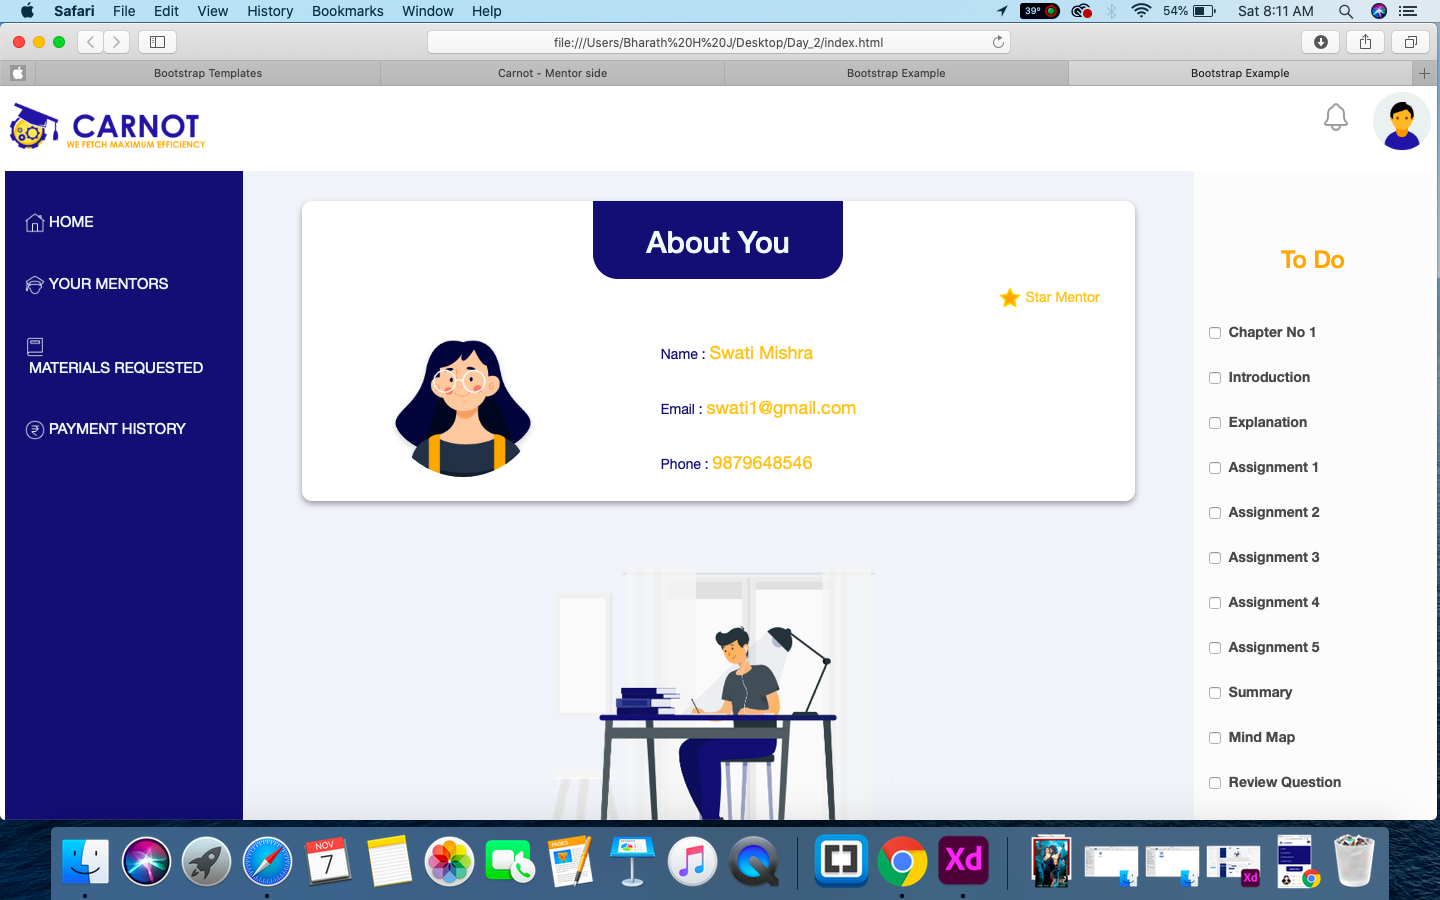 Safari File Edit View History Bookmarks Window Help 39° 54% Sat 8:11 AM
file:///Users/Bharath%20H%20J/Desktop/Day_2/index.html
Bootstrap Templates Carnot - Mentor side Bootstrap Example Bootstrap Example
CARNOT
WE FETCH MAXIMUM EFFICIENCY
HOME
YOUR MENTORS
MATERIALS REQUESTED
PAYMENT HISTORY
About You
Star Mentor
Name : Swati Mishra
Email : swati1@gmail.com
Phone : 9879648546
To Do
Chapter No 1
Introduction
Explanation
Assignment 1
Assignment 2
Assignment 3
Assignment 4
Assignment 5
Summary
Mind Map
Review Question
NOV
7
PAGES
Xd
Xd